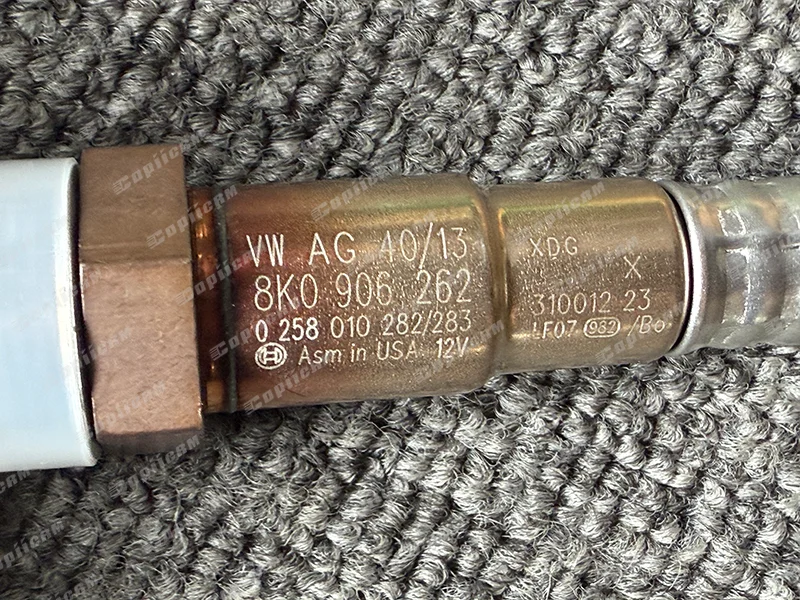 VW AG 40/13
8K0 906 262
0 258 010 282/283
Asm in USA 12V
XDG
X
310012 23
LF07 982 /Bo
Copiicam